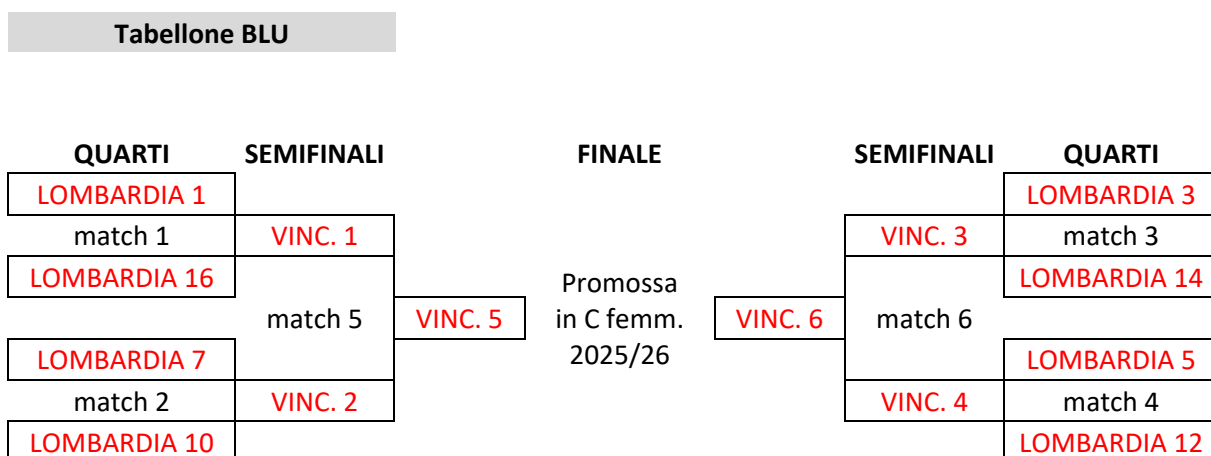 Tabellone BLU
QUARTI SEMIFINALI FINALE SEMIFINALI QUARTI
LOMBARDIA 1 LOMBARDIA 3
match 1 VINC. 1 VINC. 3 match 3
LOMBARDIA 16 LOMBARDIA 14
Promossa
match 5 VINC. 5 in C femm. VINC. 6 match 6
2025/26
LOMBARDIA 7 LOMBARDIA 5
match 2 VINC. 2 VINC. 4 match 4
LOMBARDIA 10 LOMBARDIA 12